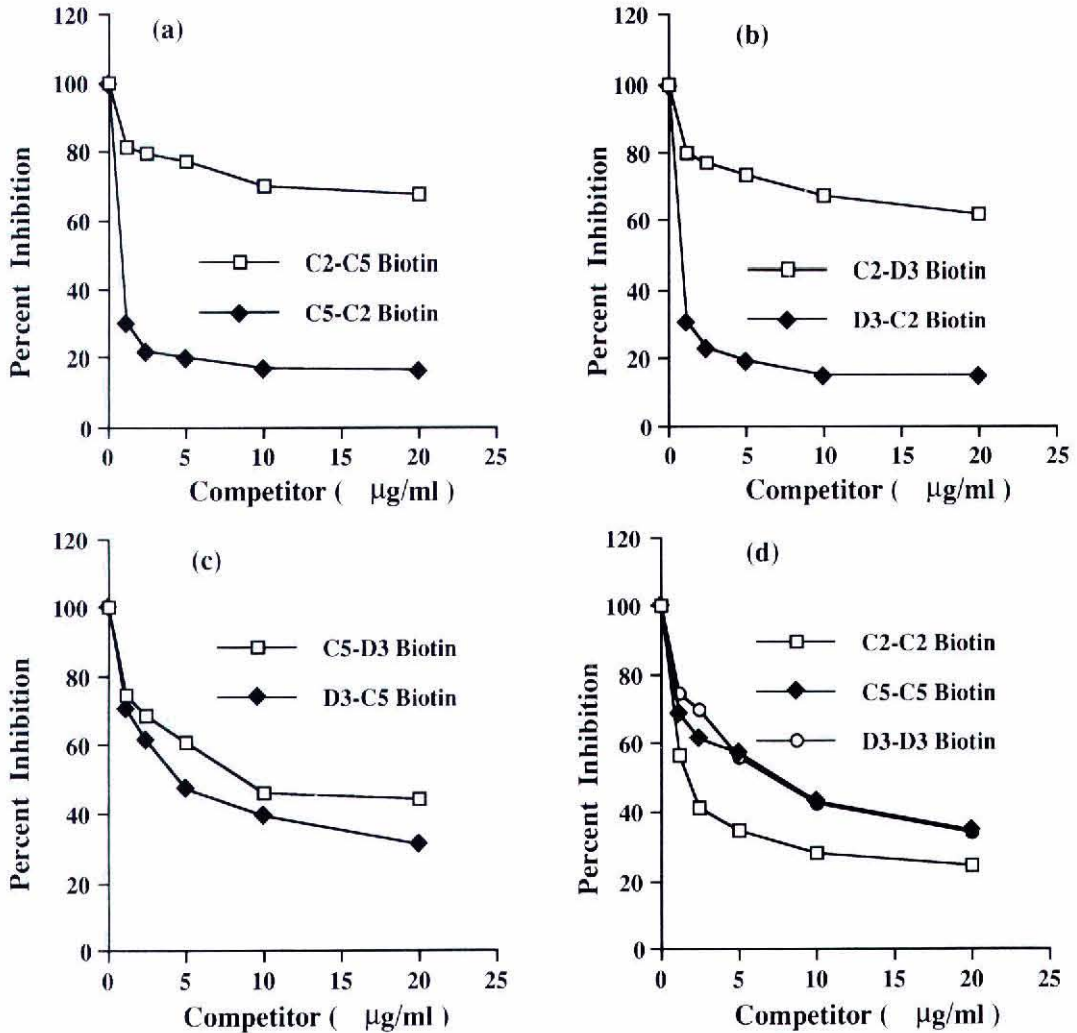 (a)
Percent Inhibition
120
100
80
60
40
20
0
C2-C5 Biotin
C5-C2 Biotin
0 5 10 15 20 25
Competitor ( μg/ml )
(b)
Percent Inhibition
120
100
80
60
40
20
0
C2-D3 Biotin
D3-C2 Biotin
0 5 10 15 20 25
Competitor ( μg/ml )
(c)
Percent Inhibition
120
100
80
60
40
20
0
C5-D3 Biotin
D3-C5 Biotin
0 5 10 15 20 25
Competitor ( μg/ml )
(d)
Percent Inhibition
120
100
80
60
40
20
0
C2-C2 Biotin
C5-C5 Biotin
D3-D3 Biotin
0 5 10 15 20 25
Competitor ( μg/ml )